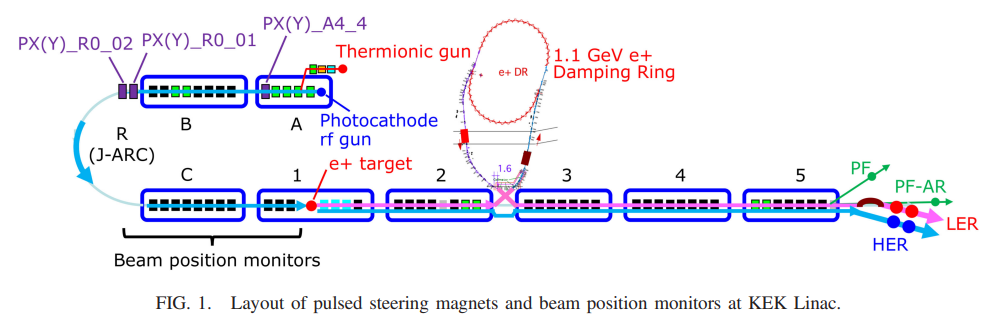 PX(Y)_R0_02
PX(Y)_R0_01
PX(Y)_A4_4
Thermionic gun
e+ DR
1.1 GeV e+
Damping Ring
B
A
Photocathode
rf gun
R
(J-ARC)
e+ target
1.6
C
1
2
3
4
5
PF
PF-AR
LER
HER
Beam position monitors
FIG. 1. Layout of pulsed steering magnets and beam position monitors at KEK Linac.